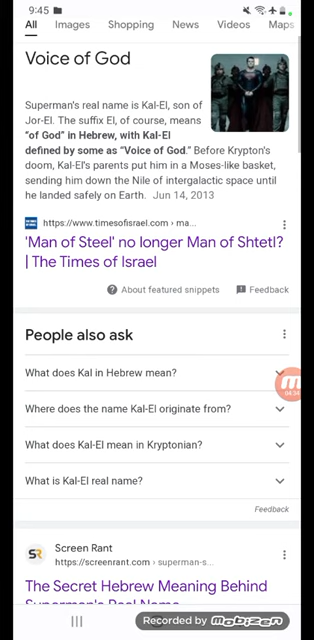 9:45
All Images Shopping News Videos Maps
Voice of God
Superman's real name is Kal-El, son of
Jor-El. The suffix El, of course, means
"of God" in Hebrew, with Kal-El
defined by some as "Voice of God." Before Krypton's
doom, Kal-El's parents put him in a Moses-like basket,
sending him down the Nile of intergalactic space until
he landed safely on Earth. Jun 14, 2013
https://www.timesofisrael.com › ma...
'Man of Steel' no longer Man of Shtetl?
| The Times of Israel
About featured snippets Feedback
People also ask
What does Kal in Hebrew mean?
04:54
Where does the name Kal-El originate from?
What does Kal-El mean in Kryptonian?
What is Kal-El real name?
Feedback
SR
Screen Rant
https://screenrant.com › superman-s...
The Secret Hebrew Meaning Behind
Superman's Real Name
Recorded by mobizen